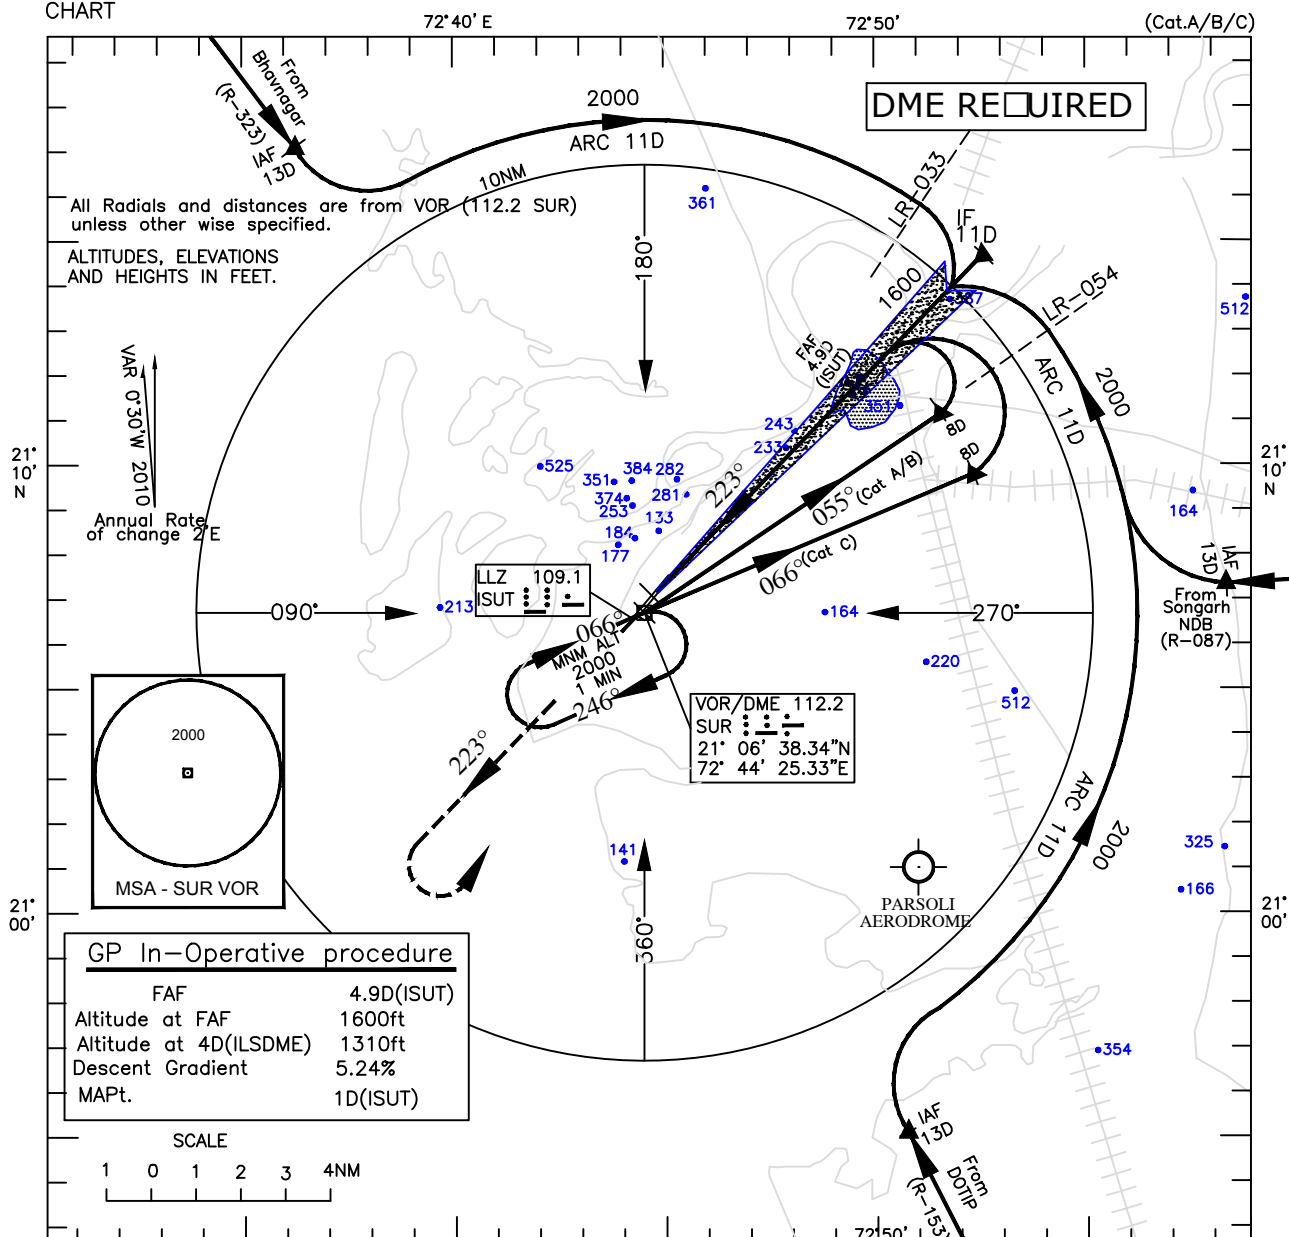 CHART
72°40' E
72°50'
(Cat.A/B/C)
DME RE□UIRED
From
Bhavnagar
(R-323)
IAF
13D
2000
ARC 11D
10NM
361
All Radials and distances are from VOR (112.2 SUR)
unless other wise specified.
ALTITUDES, ELEVATIONS
AND HEIGHTS IN FEET.
180°
LR-033
IF
11D
1600
387
LR-054
512
FAF
4.9D
(ISUT)
351
ARC 11D
2000
VAR 0°30'W 2010
Annual Rate
of change 2'E
243
233
8D
8D
21°
10'
N
21°
10'
N
525
351
384
282
374
281
253
133
184
177
223°
055° (Cat A/B)
066° (Cat C)
164
IAF
13D
From
Songarh
NDB
(R-087)
LLZ 109.1
ISUT
090°
213
066°
MNM ALT
2000
1 MIN
246°
164
270°
220
512
223°
VOR/DME 112.2
SUR
21° 06' 38.34"N
72° 44' 25.33"E
2000
MSA - SUR VOR
141
360°
ARC 11D
2000
325
166
PARSOLI
AERODROME
21°
00'
21°
00'
GP In-Operative procedure
FAF 4.9D(ISUT)
Altitude at FAF 1600ft
Altitude at 4D(ILSDME) 1310ft
Descent Gradient 5.24%
MAPt. 1D(ISUT)
354
IAF
13D
From
DOTIP
(R-153)
SCALE
1 0 1 2 3 4NM
72°50'